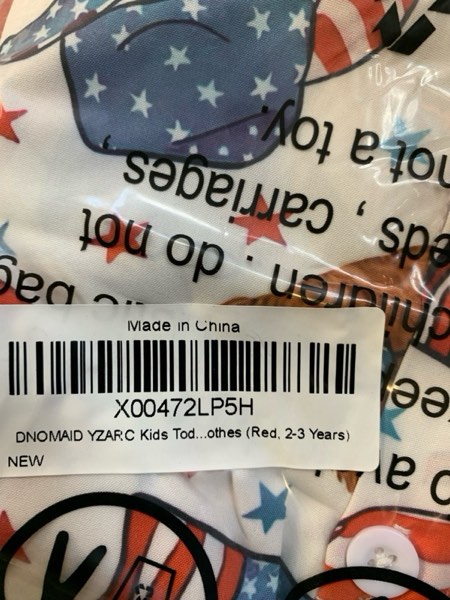 not a toy.
carriages ,
children . do not
bag
Made in China
X00472LP5H
DNOMAID YZARC Kids Tod...othes (Red, 2-3 Years)
NEW